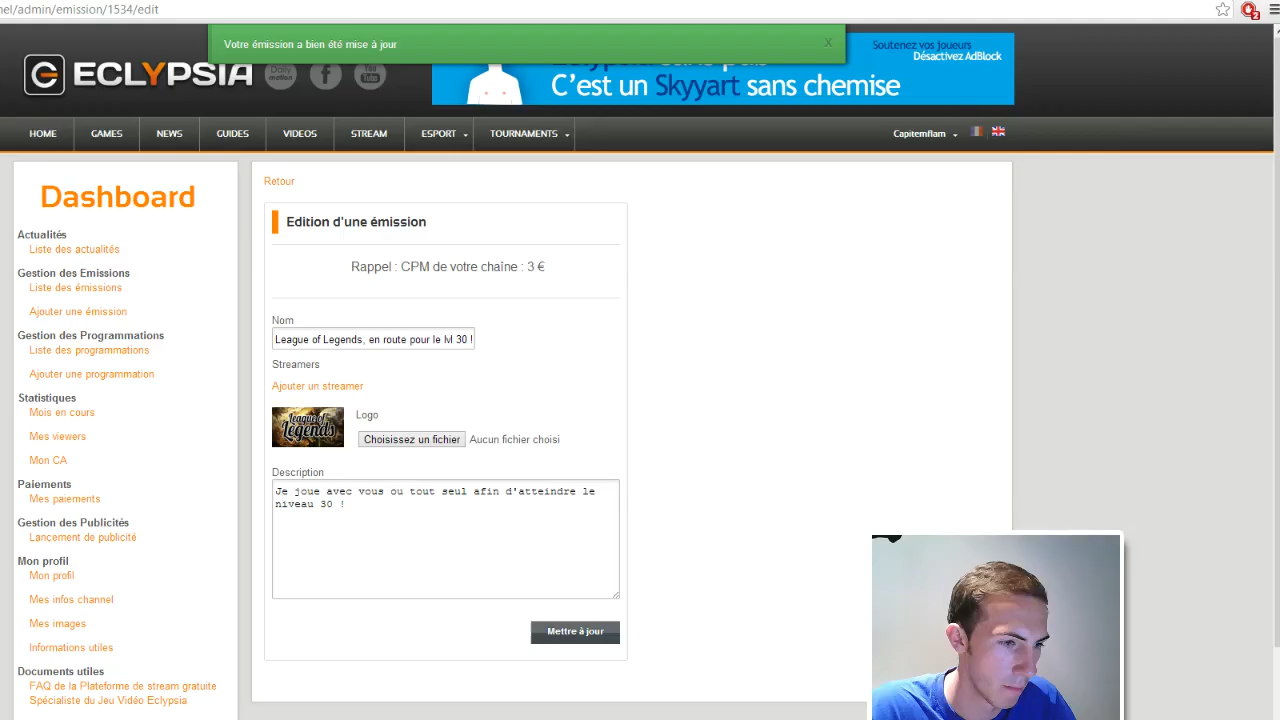 nel/admin/emission/1534/edit
2
Votre émission a bien été mise à jour
x
ECLYPSIA
Daily motion
f
You Tube
Soutenez vos joueurs
Désactivez AdBlock
C'est un Skyyart sans chemise
HOME
GAMES
NEWS
GUIDES
VIDEOS
STREAM
ESPORT
TOURNAMENTS
Capitemflam
Dashboard
Actualités
Liste des actualités
Gestion des Emissions
Liste des émissions
Ajouter une émission
Gestion des Programmations
Liste des programmations
Ajouter une programmation
Statistiques
Mois en cours
Mes viewers
Mon CA
Paiements
Mes paiements
Gestion des Publicités
Lancement de publicité
Mon profil
Mon profil
Mes infos channel
Mes images
Informations utiles
Documents utiles
FAQ de la Plateforme de stream gratuite
Spécialiste du Jeu Vidéo Eclypsia
Retour
Edition d'une émission
Rappel : CPM de votre chaîne : 3 €
Nom
League of Legends, en route pour le lvl 30 !
Streamers
Ajouter un streamer
League of
Legends
Logo
Choisissez un fichier Aucun fichier choisi
Description
Je joue avec vous ou tout seul afin d'atteindre le
niveau 30 !
Mettre à jour